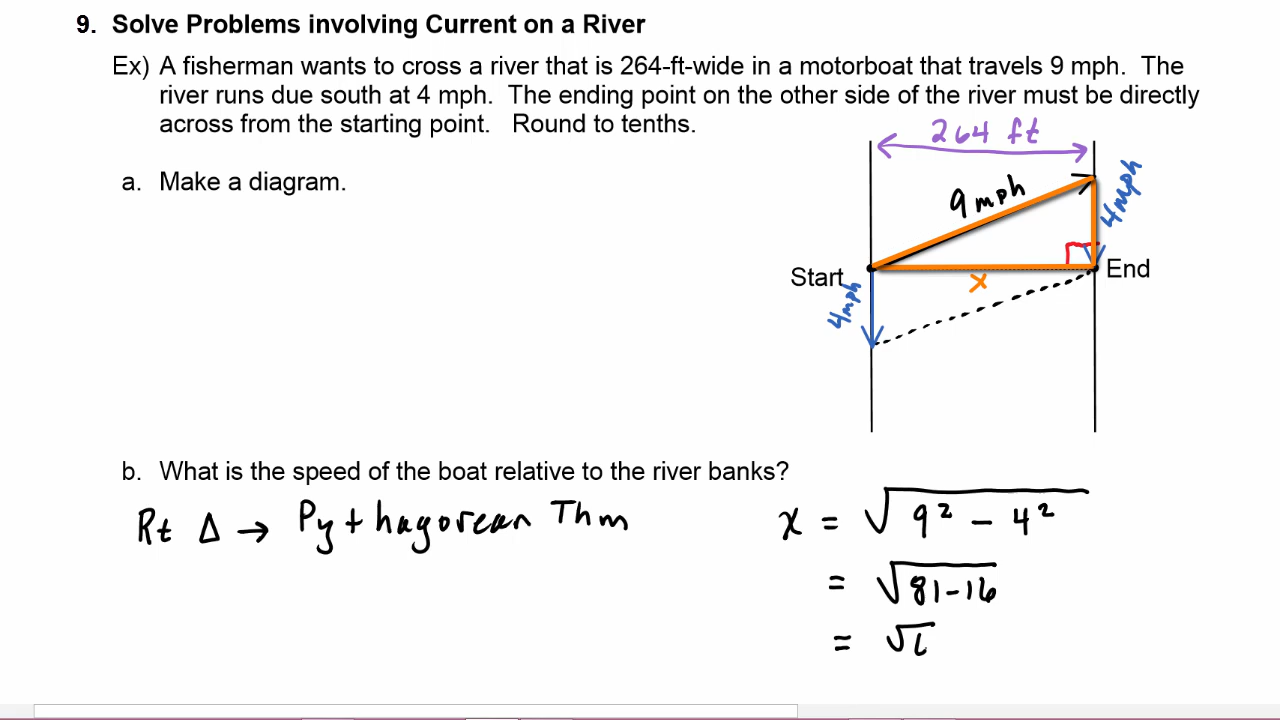 9. Solve Problems involving Current on a River
Ex) A fisherman wants to cross a river that is 264-ft-wide in a motorboat that travels 9 mph. The
river runs due south at 4 mph. The ending point on the other side of the river must be directly
across from the starting point. Round to tenths.
264 ft
a. Make a diagram.
9 mph
4 mph
Start
End
x
4 mph
b. What is the speed of the boat relative to the river banks?
Rt Δ → Pythagorean Thm
x = √9² - 4²
= √81-16
= √